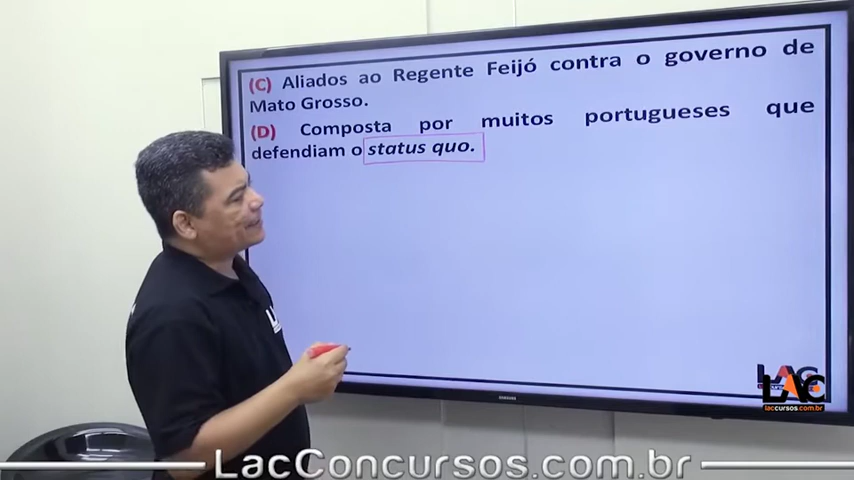 (C) Aliados ao Regente Feijó contra o governo de
Mato Grosso.
(D) Composta por muitos portugueses que
defendiam o status quo.
SAMSUNG
LAC
laccursos.com.br
LacConcursos.com.br